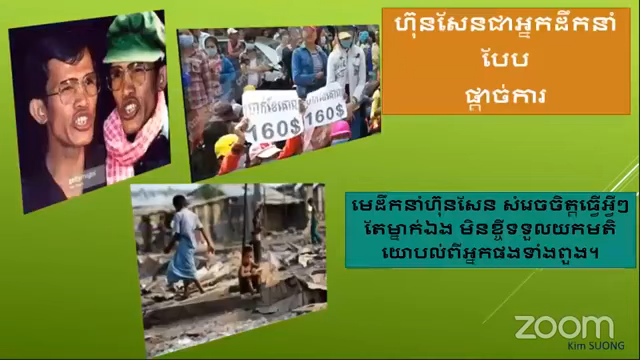 ហ៊ុនសែនជាអ្នកដឹកនាំ
បែប
ផ្តាច់ការ
160$
160$
មេដឹកនាំហ៊ុនសែន សំរេចចិត្តធ្វើអ្វីៗ
តែម្នាក់ឯង មិនខ្ចីទទួលយកមតិ
យោបល់ពីអ្នកផងទាំងពួង។
zoom
Kim SUONG